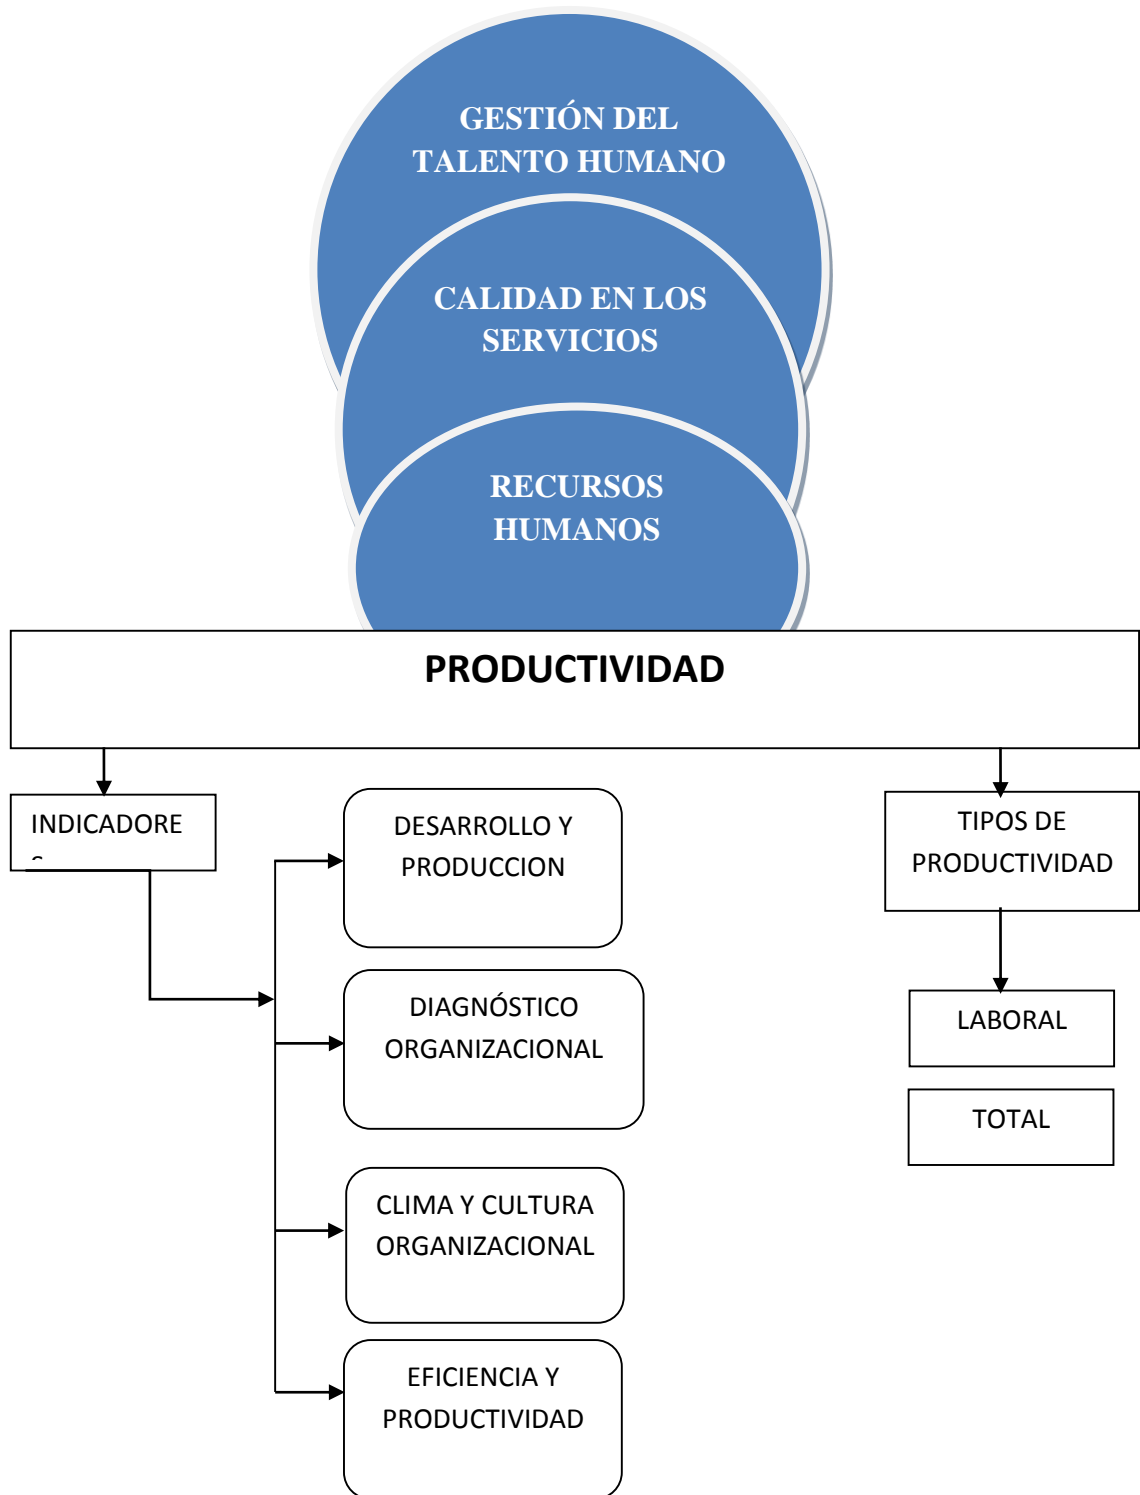 GESTIÓN DEL
TALENTO HUMANO
CALIDAD EN LOS
SERVICIOS
RECURSOS
HUMANOS
PRODUCTIVIDAD
INDICADORE
S
DESARROLLO Y
PRODUCCION
DIAGNÓSTICO
ORGANIZACIONAL
CLIMA Y CULTURA
ORGANIZACIONAL
EFICIENCIA Y
PRODUCTIVIDAD
TIPOS DE
PRODUCTIVIDAD
LABORAL
TOTAL